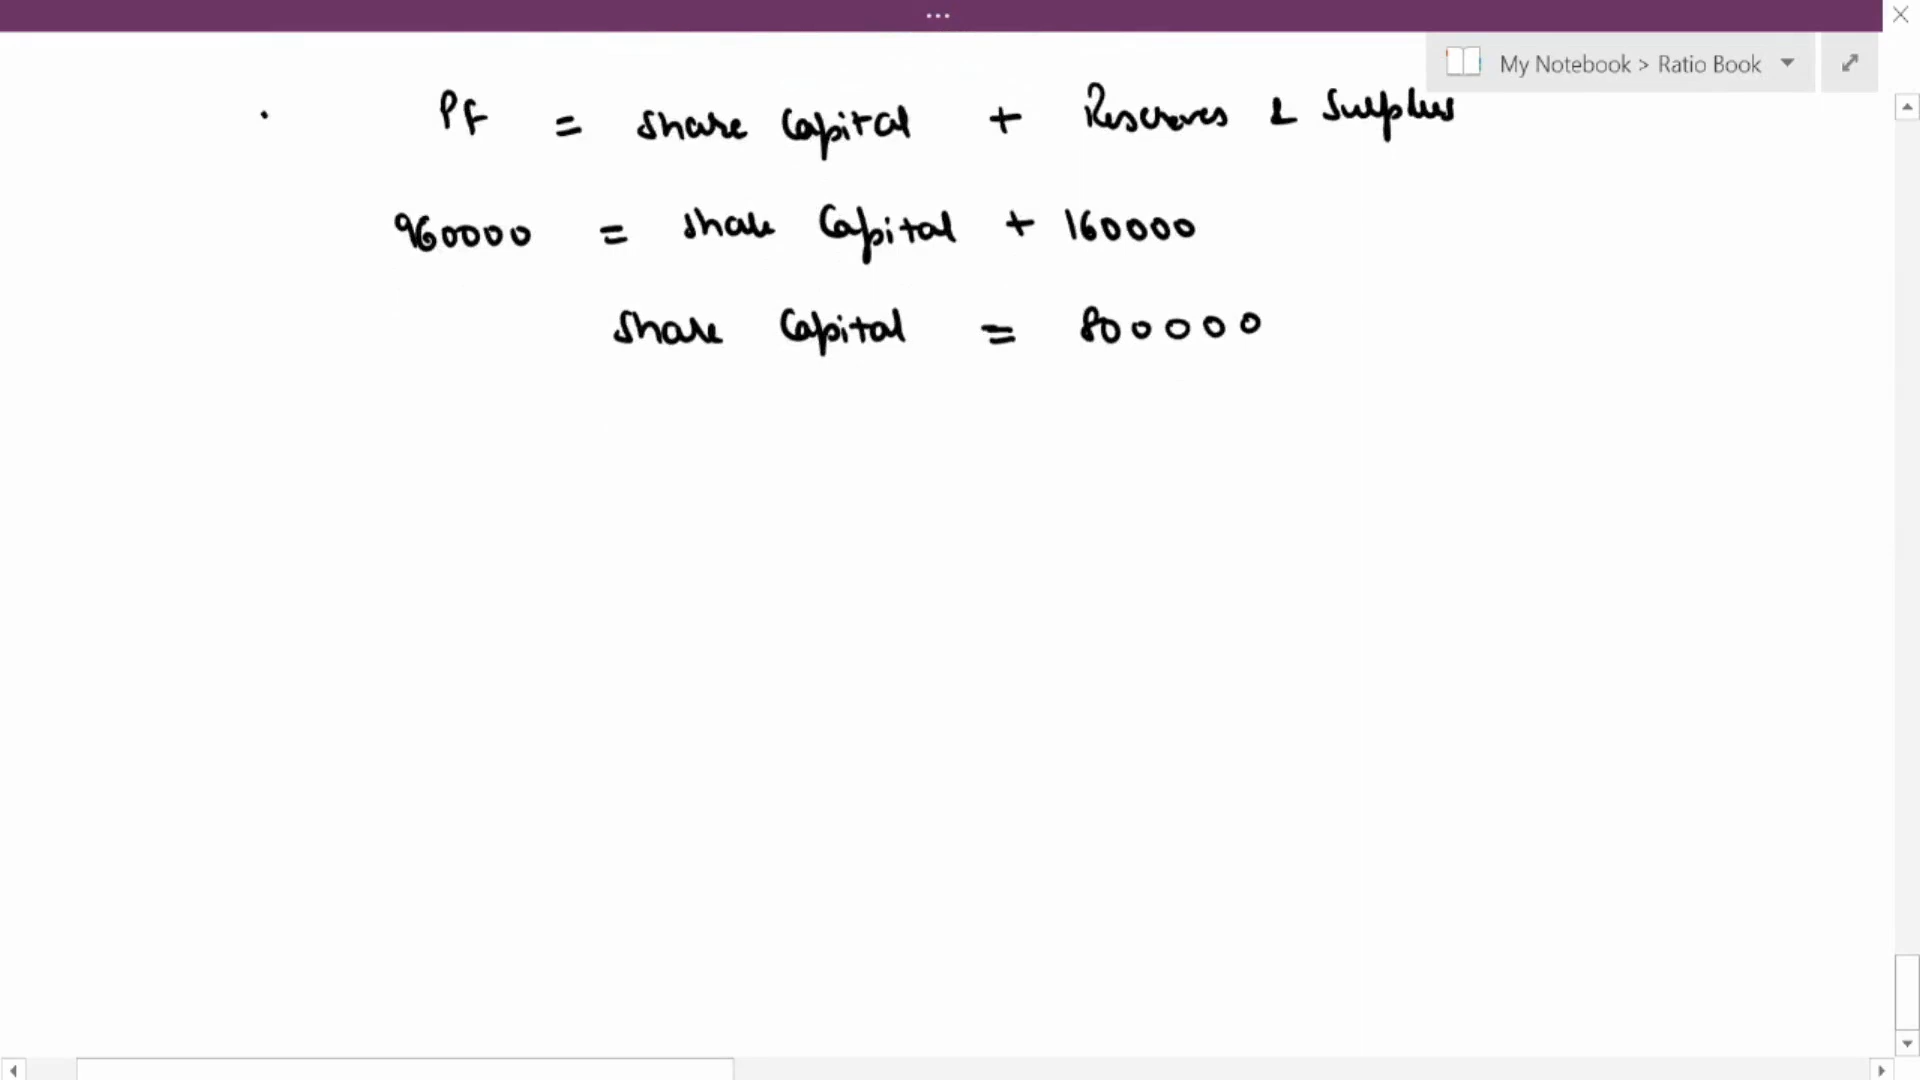 ...
My Notebook > Ratio Book
PF = Share Capital + Reserves & Surplus
960000 = Share Capital + 160000
Share Capital = 800000